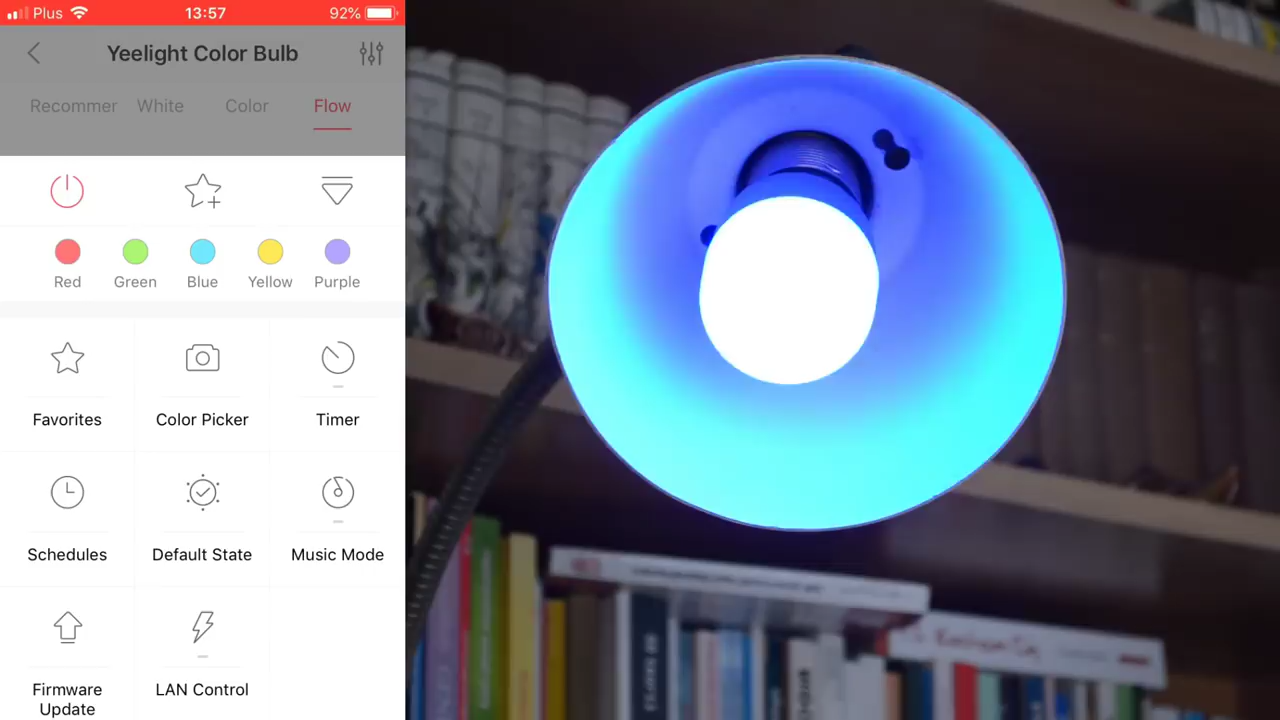 Plus 13:57 92%
Yeelight Color Bulb
Recommer White Color Flow
Red Green Blue Yellow Purple
Favorites Color Picker Timer
Schedules Default State Music Mode
Firmware
Update
LAN Control